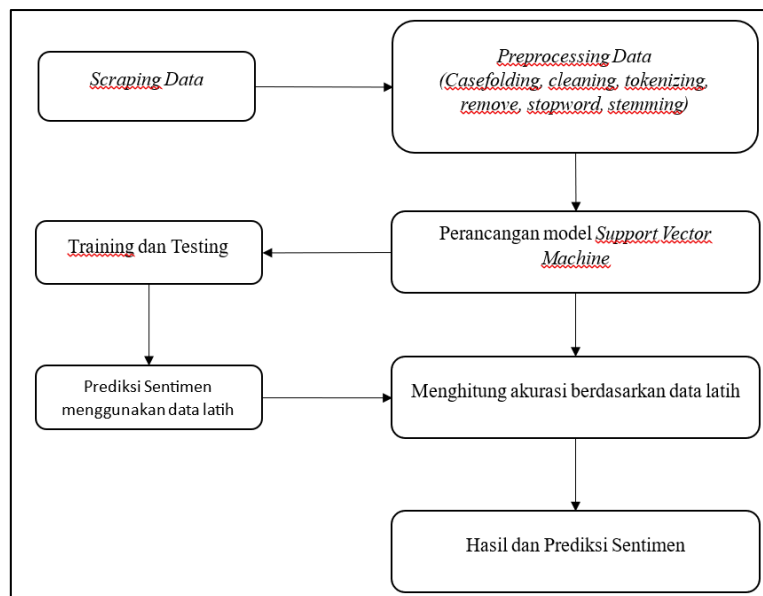 Scraping Data
Preprocessing Data
(Casefolding, cleaning, tokenizing,
remove, stopword, stemming)
Perancangan model Support Vector
Machine
Training dan Testing
Prediksi Sentimen
menggunakan data latih
Menghitung akurasi berdasarkan data latih
Hasil dan Prediksi Sentimen